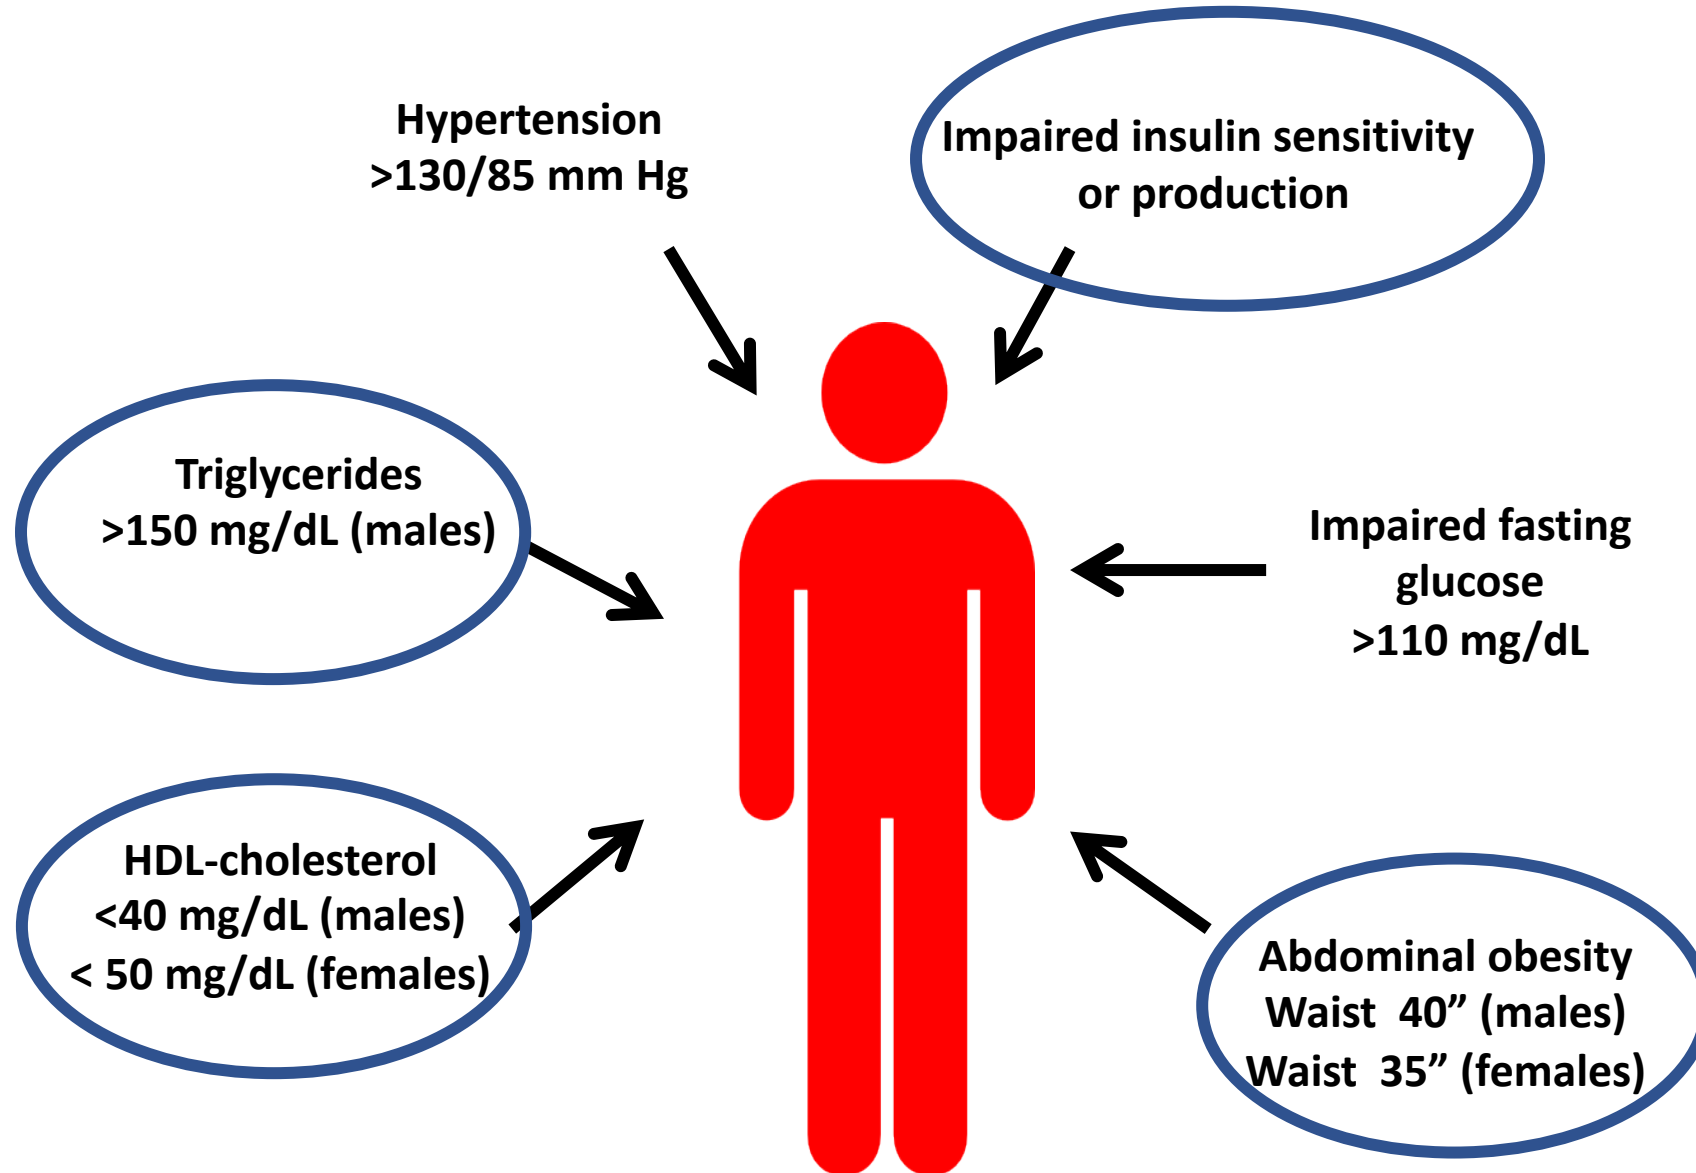 Hypertension
>130/85 mm Hg
Impaired insulin sensitivity
or production
Triglycerides
>150 mg/dL (males)
Impaired fasting
glucose
>110 mg/dL
HDL-cholesterol
<40 mg/dL (males)
< 50 mg/dL (females)
Abdominal obesity
Waist  40” (males)
Waist  35” (females)